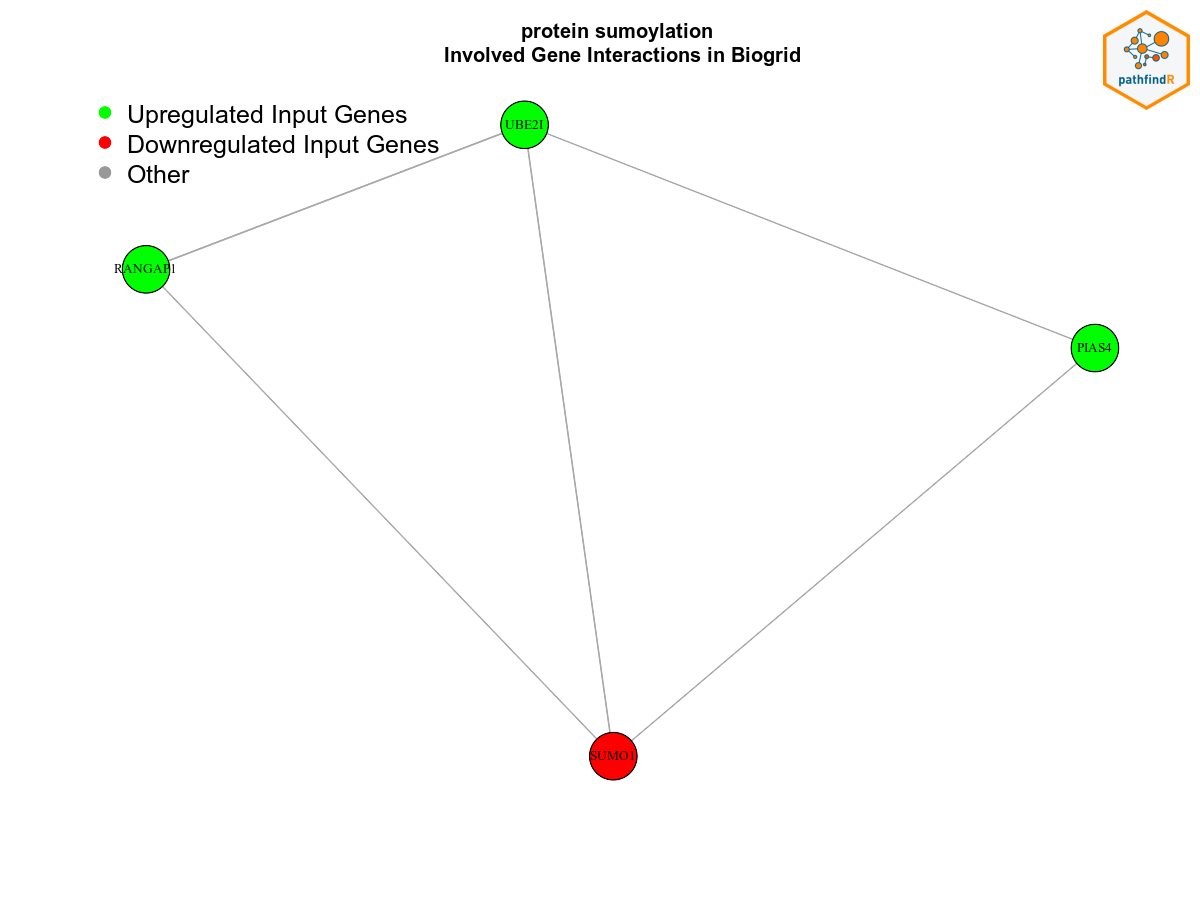 protein sumoylation
Involved Gene Interactions in Biogrid
pathfindR
Upregulated Input Genes
Downregulated Input Genes
Other
UBE2I
RANGAP1
PIAS4
SUMO1